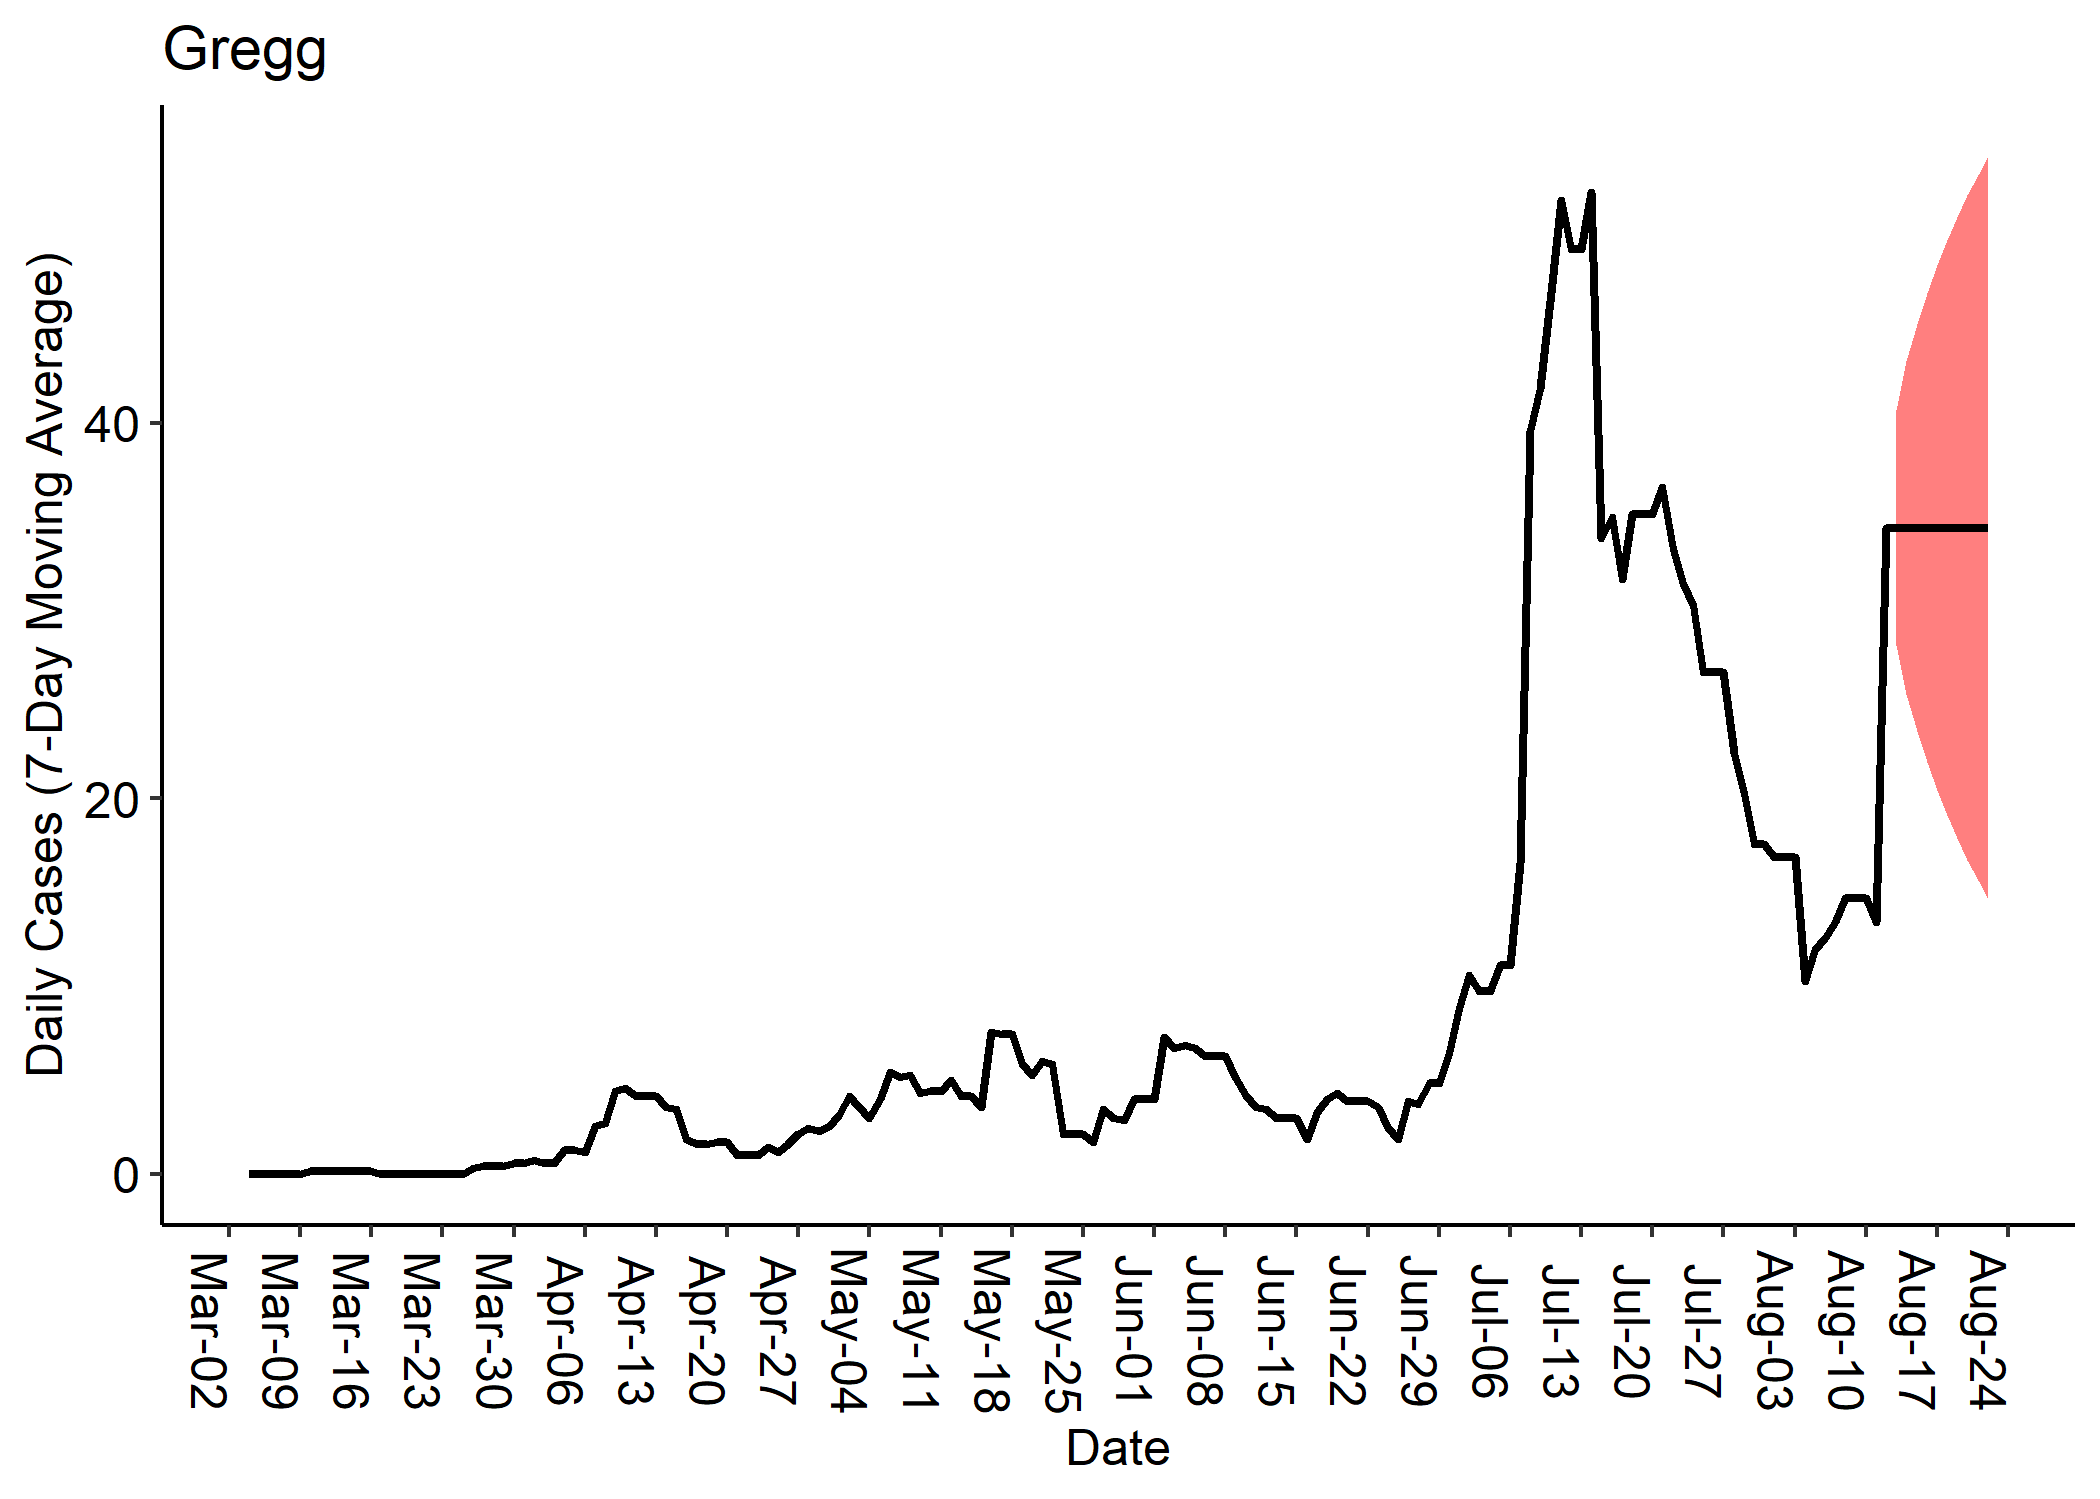 Gregg
Daily Cases (7-Day Moving Average)
40
20
0
Mar-02
Mar-09
Mar-16
Mar-23
Mar-30
Apr-06
Apr-13
Apr-20
Apr-27
May-04
May-11
May-18
May-25
Jun-01
Jun-08
Jun-15
Jun-22
Jun-29
Jul-06
Jul-13
Jul-20
Jul-27
Aug-03
Aug-10
Aug-17
Aug-24
Date